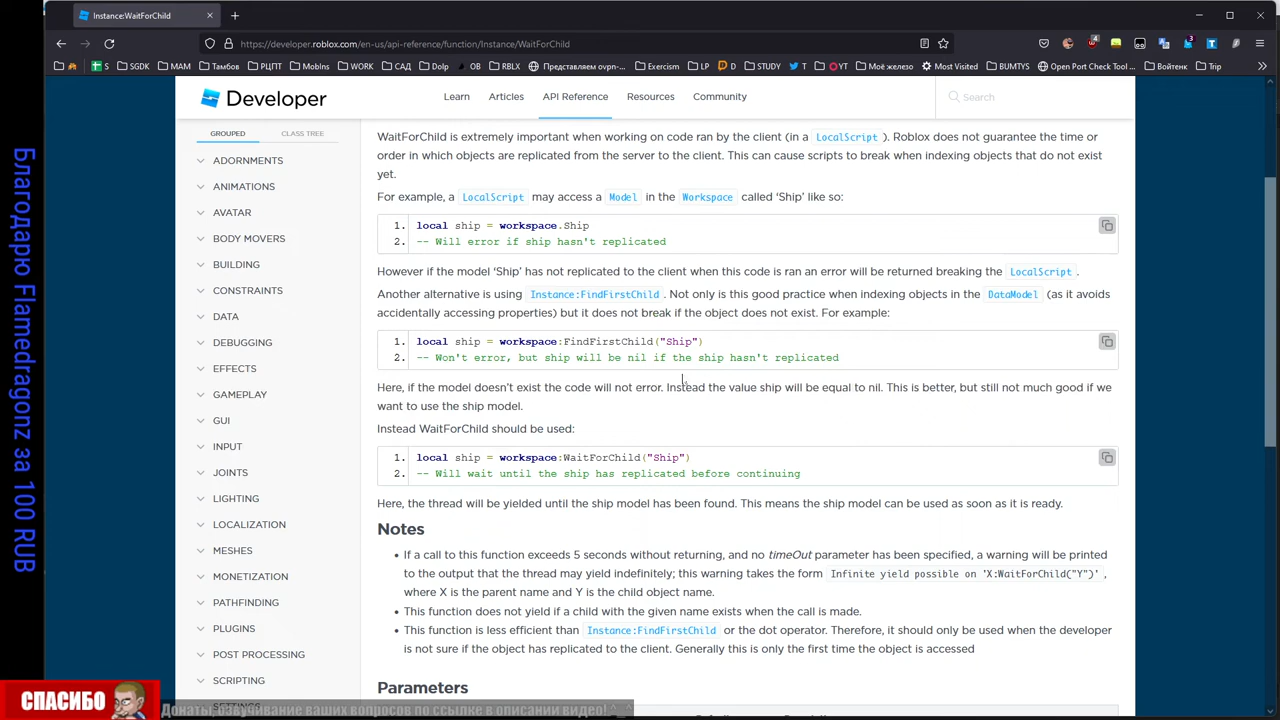 Instance:WaitForChild
https://developer.roblox.com/en-us/api-reference/function/Instance/WaitForChild
S SGDK MAM Тамбов РЦПТ MobIns WORK САД Dolp OB RBLX Представляем ovpn-... Exercism LP D STUDY T YT Моё железо Most Visited BUMTYS Open Port Check Tool ... Войтенк Trip
Developer
Learn Articles API Reference Resources Community Search
GROUPED CLASS TREE
ADORNMENTS
ANIMATIONS
AVATAR
BODY MOVERS
BUILDING
CONSTRAINTS
DATA
DEBUGGING
EFFECTS
GAMEPLAY
GUI
INPUT
JOINTS
LIGHTING
LOCALIZATION
MESHES
MONETIZATION
PATHFINDING
PLUGINS
POST PROCESSING
SCRIPTING
WaitForChild is extremely important when working on code ran by the client (in a LocalScript ). Roblox does not guarantee the time or
order in which objects are replicated from the server to the client. This can cause scripts to break when indexing objects that do not exist
yet.
For example, a LocalScript may access a Model in the Workspace called ‘Ship’ like so:
1. local ship = workspace.Ship
2. -- Will error if ship hasn't replicated
However if the model ‘Ship’ has not replicated to the client when this code is ran an error will be returned breaking the LocalScript .
Another alternative is using Instance:FindFirstChild . Not only is this good practice when indexing objects in the DataModel (as it avoids
accidentally accessing properties) but it does not break if the object does not exist. For example:
1. local ship = workspace:FindFirstChild("Ship")
2. -- Won't error, but ship will be nil if the ship hasn't replicated
Here, if the model doesn’t exist the code will not error. Instead the value ship will be equal to nil. This is better, but still not much good if we
want to use the ship model.
Instead WaitForChild should be used:
1. local ship = workspace:WaitForChild("Ship")
2. -- Will wait until the ship has replicated before continuing
Here, the thread will be yielded until the ship model has been found. This means the ship model can be used as soon as it is ready.
Notes
If a call to this function exceeds 5 seconds without returning, and no timeOut parameter has been specified, a warning will be printed
to the output that the thread may yield indefinitely; this warning takes the form Infinite yield possible on 'X:WaitForChild("Y")' ,
where X is the parent name and Y is the child object name.
This function does not yield if a child with the given name exists when the call is made.
This function is less efficient than Instance:FindFirstChild or the dot operator. Therefore, it should only be used when the developer
is not sure if the object has replicated to the client. Generally this is only the first time the object is accessed
Parameters
Благодарю Flamedragonz за 100 RUB
СПАСИБО
Донаты, озвучивание ваших вопросов по ссылке в описании видео! ^_^